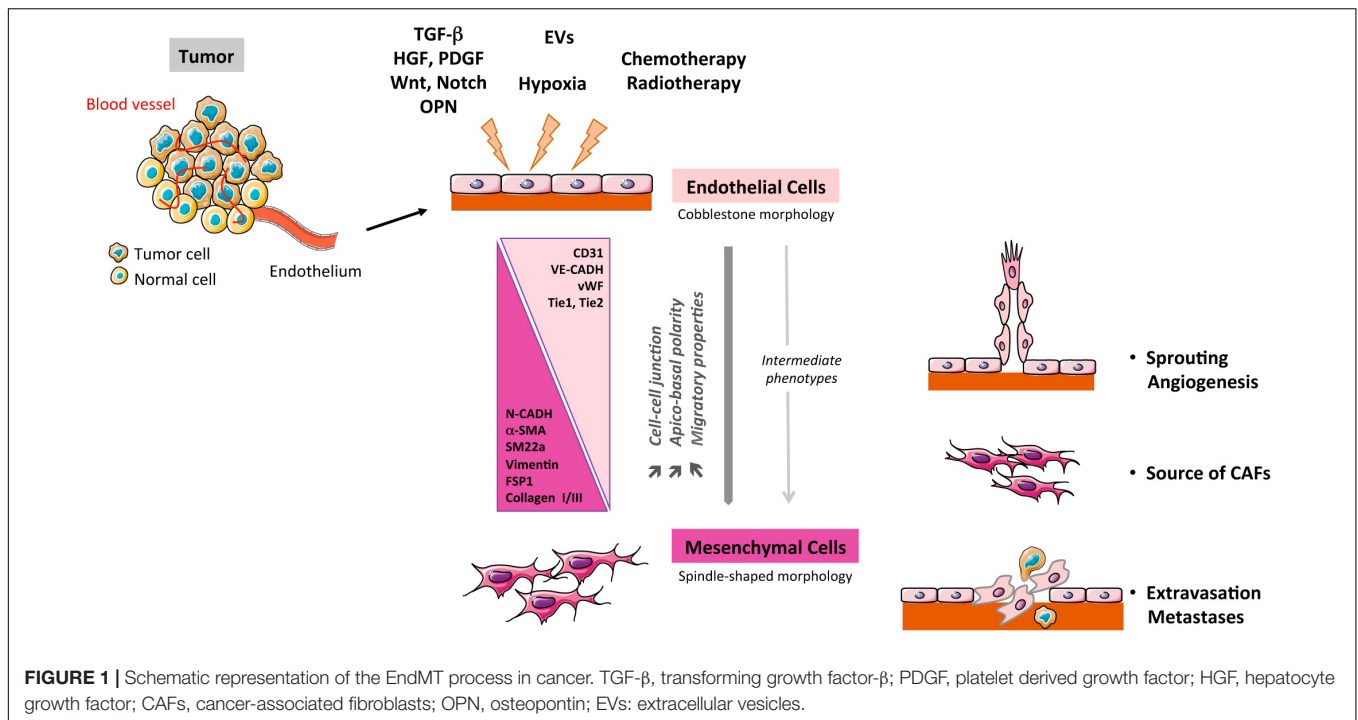 Tumor
Blood vessel
Tumor cell
Normal cell
Endothelium
TGF-β
HGF, PDGF
Wnt, Notch
OPN
EVs
Hypoxia
Chemotherapy
Radiotherapy
Endothelial Cells
Cobblestone morphology
CD31
VE-CADH
vWF
Tie1, Tie2
N-CADH
α-SMA
SM22a
Vimentin
FSP1
Collagen I/III
Cell-cell junction
Apico-basal polarity
Migratory properties
Intermediate
phenotypes
Mesenchymal Cells
Spindle-shaped morphology
• Sprouting
Angiogenesis
• Source of CAFs
• Extravasation
Metastases
FIGURE 1 | Schematic representation of the EndMT process in cancer. TGF-β, transforming growth factor-β; PDGF, platelet derived growth factor; HGF, hepatocyte
growth factor; CAFs, cancer-associated fibroblasts; OPN, osteopontin; EVs: extracellular vesicles.